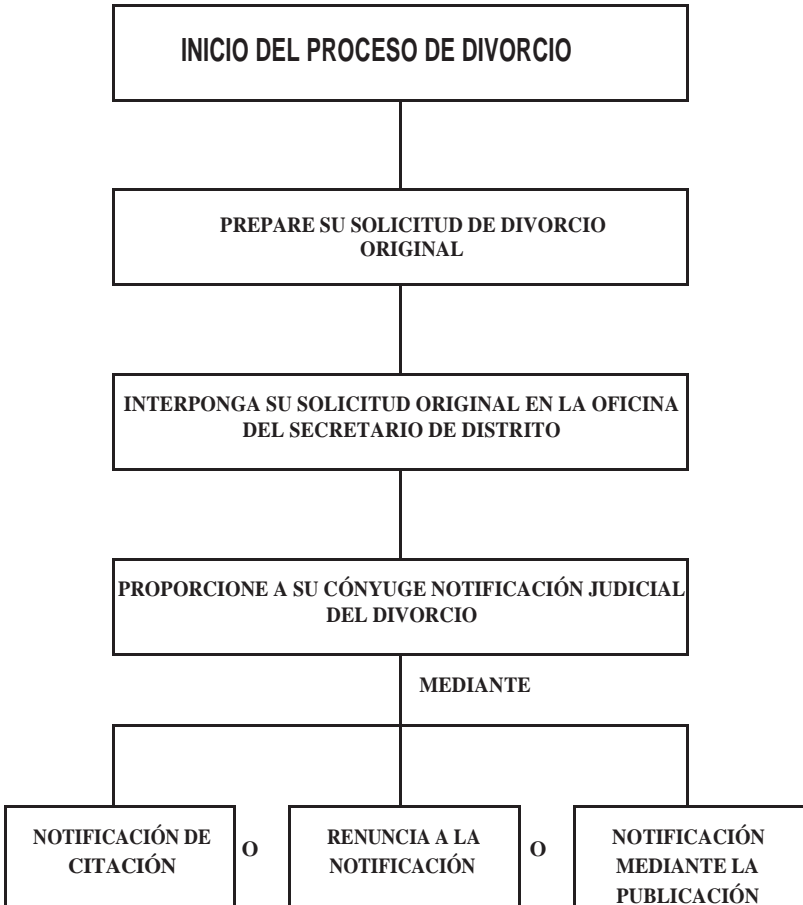 INICIO DEL PROCESO DE DIVORCIO
PREPARE SU SOLICITUD DE DIVORCIO
ORIGINAL
INTERPONGA SU SOLICITUD ORIGINAL EN LA OFICINA
DEL SECRETARIO DE DISTRITO
PROPORCIONE A SU CÓNYUGE NOTIFICACIÓN JUDICIAL
DEL DIVORCIO
MEDIANTE
NOTIFICACIÓN DE
CITACIÓN
O
RENUNCIA A LA
NOTIFICACIÓN
O
NOTIFICACIÓN
MEDIANTE LA
PUBLICACIÓN